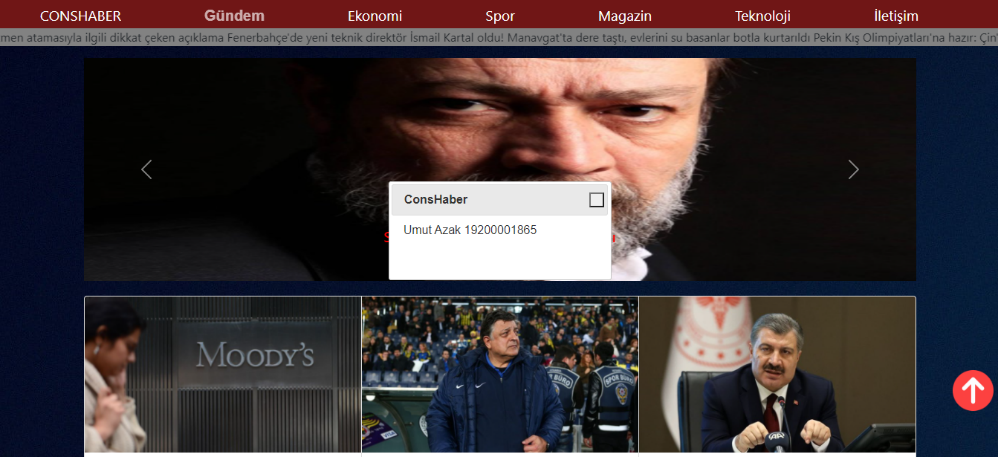 CONSHABER Gündem Ekonomi Spor Magazin Teknoloji İletişim
men atamasıyla ilgili dikkat çeken açıklama Fenerbahçe'de yeni teknik direktör İsmail Kartal oldu! Manavgat'ta dere taştı, evlerini su basanlar botla kurtarıldı Pekin Kış Olimpiyatları'na hazır: Çin'
ConsHaber
Umut Azak 19200001865
MOODY'S
SPOR GÜVENLİK